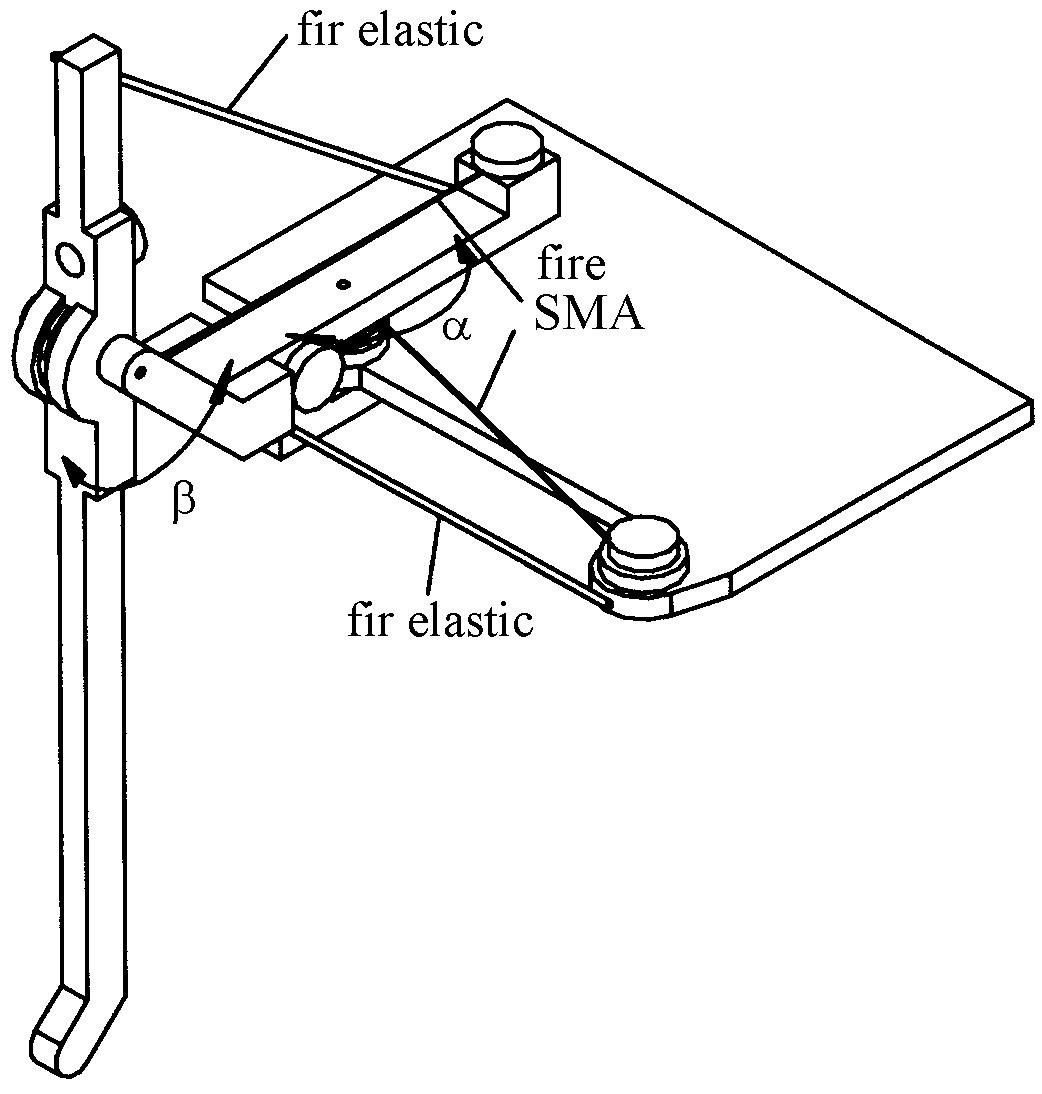 fir elastic
fire
SMA
α
β
fir elastic